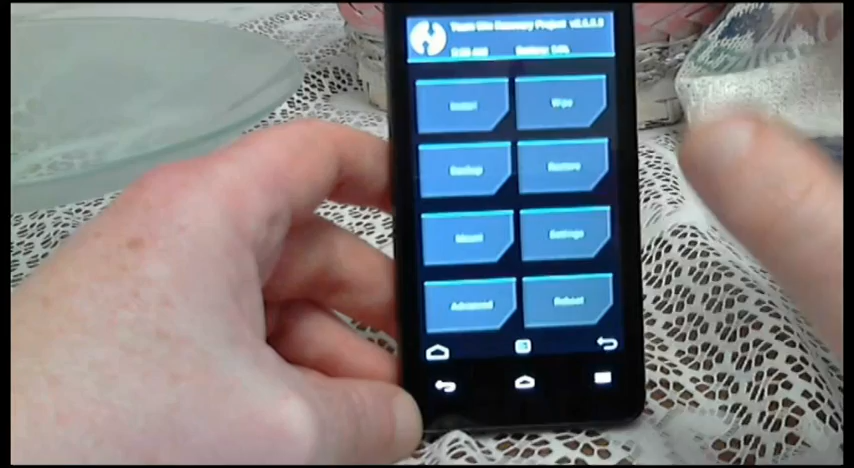 Team Win Recovery Project
Install Wipe
Backup Restore
Mount Settings
Advanced Reboot